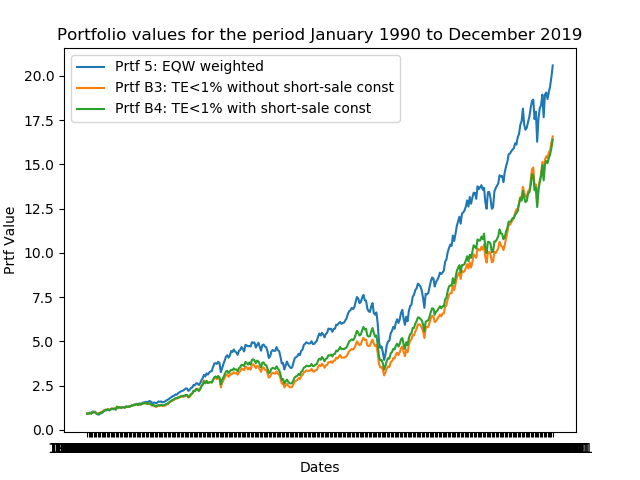 Portfolio values for the period January 1990 to December 2019
Prtf 5: EQW weighted
Prtf B3: TE<1% without short-sale const
Prtf B4: TE<1% with short-sale const
20.0
17.5
15.0
12.5
10.0
7.5
5.0
2.5
0.0
Prtf Value
Dates